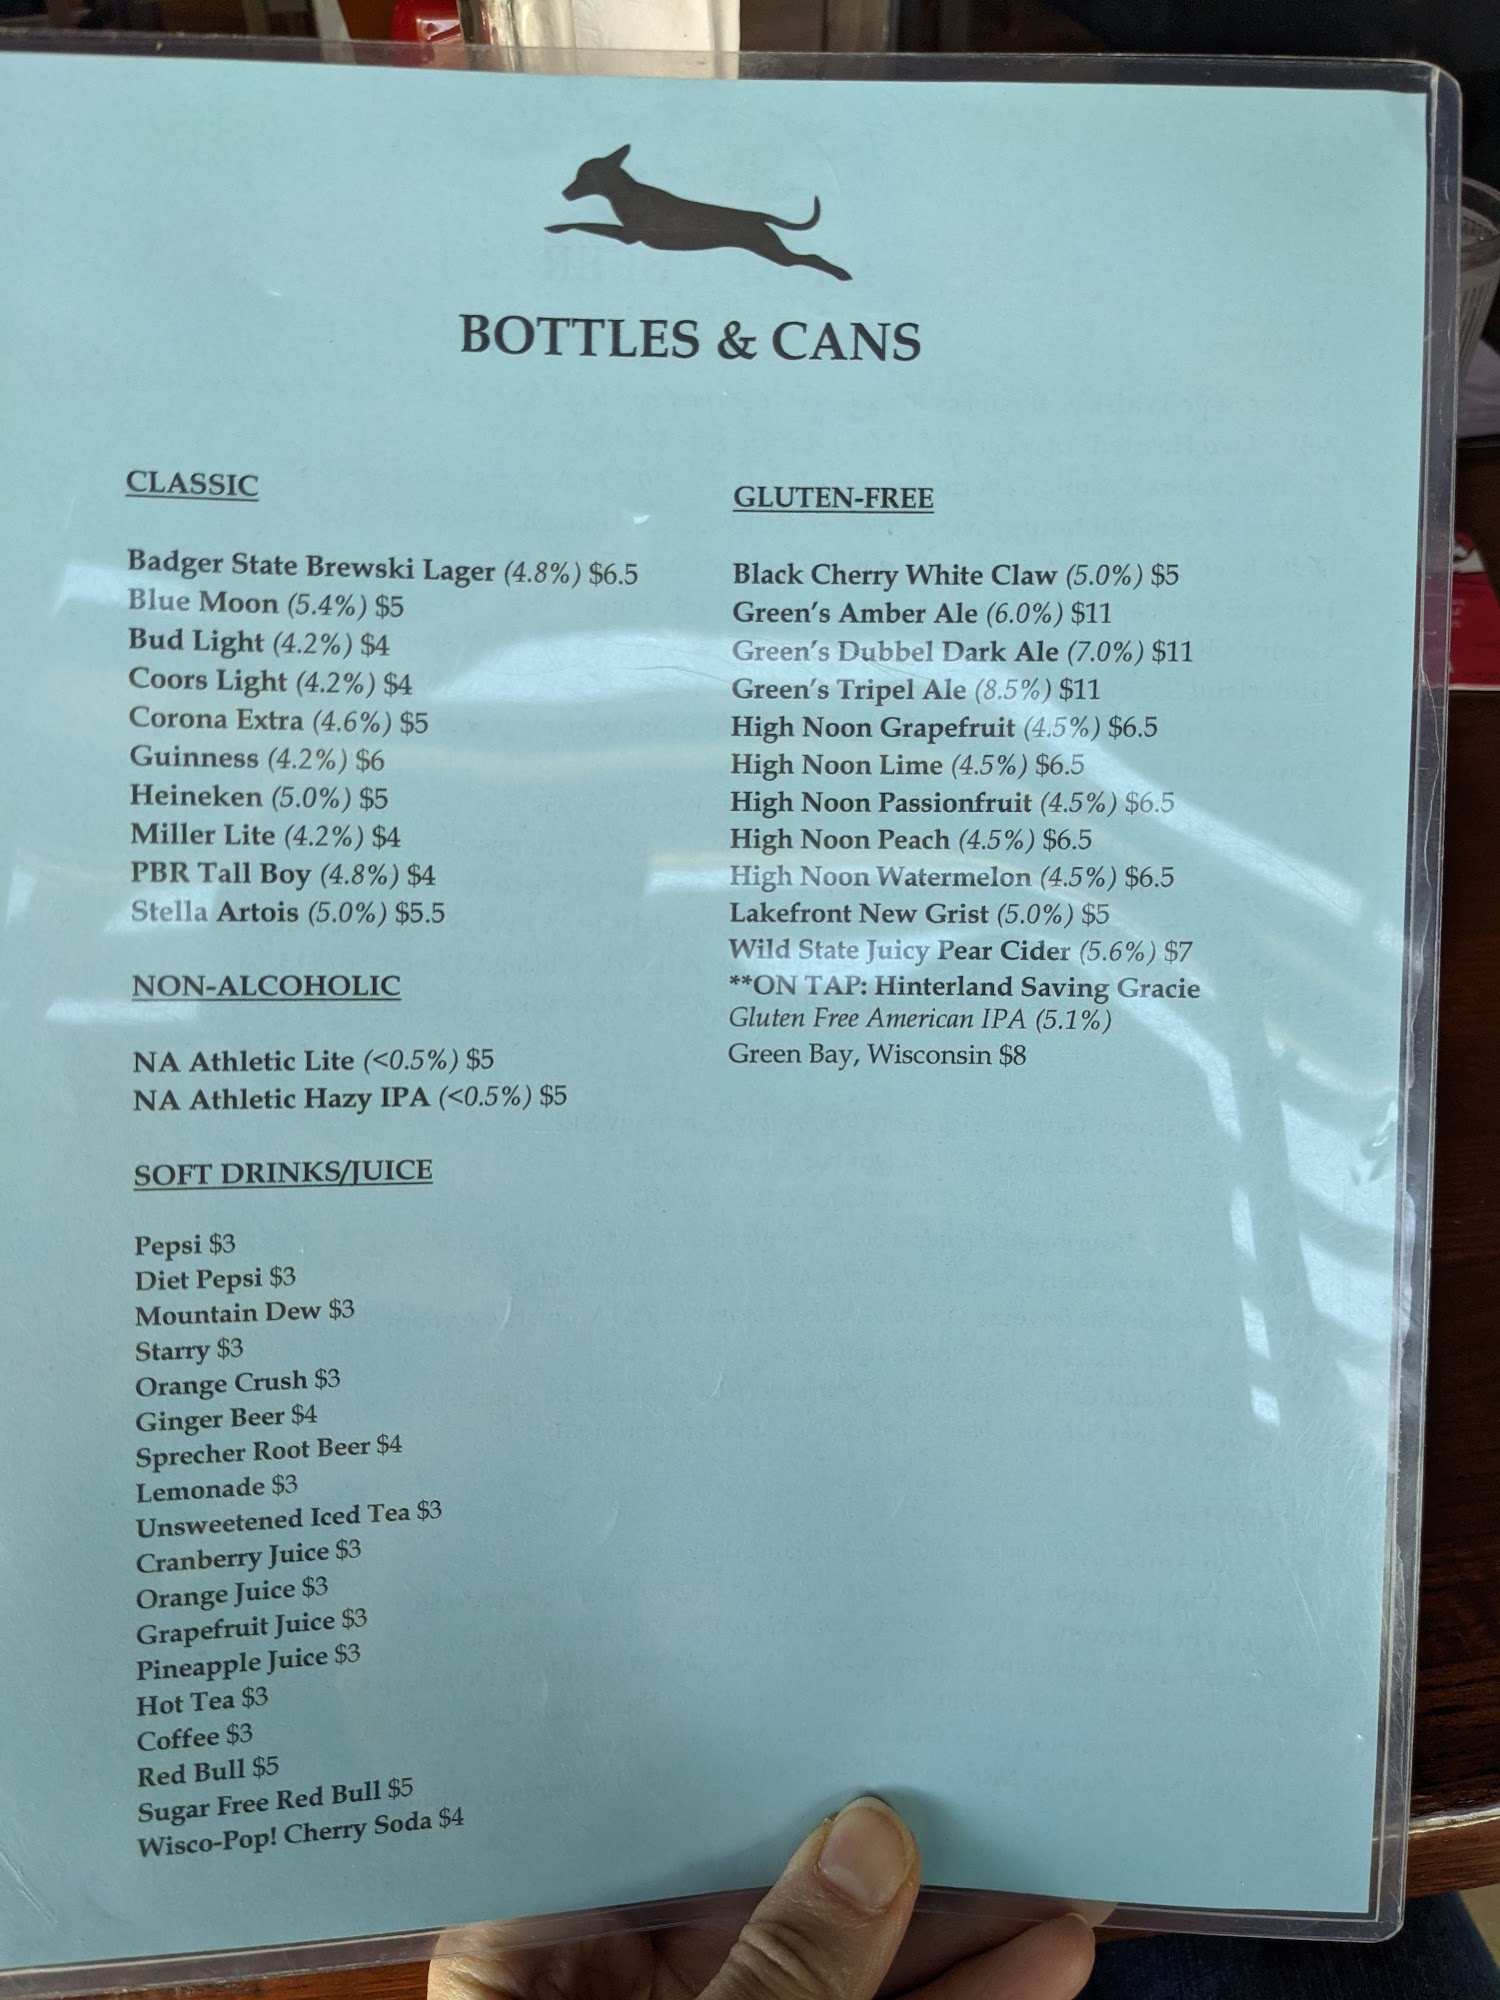 BOTTLES & CANS
CLASSIC
Badger State Brewski Lager (4.8%) $6.5
Blue Moon (5.4%) $5
Bud Light (4.2%) $4
Coors Light (4.2%) $4
Corona Extra (4.6%) $5
Guinness (4.2%) $6
Heineken (5.0%) $5
Miller Lite (4.2%) $4
PBR Tall Boy (4.8%) $4
Stella Artois (5.0%) $5.5
NON-ALCOHOLIC
NA Athletic Lite (<0.5%) $5
NA Athletic Hazy IPA (<0.5%) $5
SOFT DRINKS/JUICE
Pepsi $3
Diet Pepsi $3
Mountain Dew $3
Starry $3
Orange Crush $3
Ginger Beer $4
Sprecher Root Beer $4
Lemonade $3
Unsweetened Iced Tea $3
Cranberry Juice $3
Orange Juice $3
Grapefruit Juice $3
Pineapple Juice $3
Hot Tea $3
Coffee $3
Red Bull $5
Sugar Free Red Bull $5
Wisco-Pop! Cherry Soda $4
GLUTEN-FREE
Black Cherry White Claw (5.0%) $5
Green's Amber Ale (6.0%) $11
Green's Dubbel Dark Ale (7.0%) $11
Green's Tripel Ale (8.5%) $11
High Noon Grapefruit (4.5%) $6.5
High Noon Lime (4.5%) $6.5
High Noon Passionfruit (4.5%) $6.5
High Noon Peach (4.5%) $6.5
High Noon Watermelon (4.5%) $6.5
Lakefront New Grist (5.0%) $5
Wild State Juicy Pear Cider (5.6%) $7
**ON TAP: Hinterland Saving Gracie
Gluten Free American IPA (5.1%)
Green Bay, Wisconsin $8